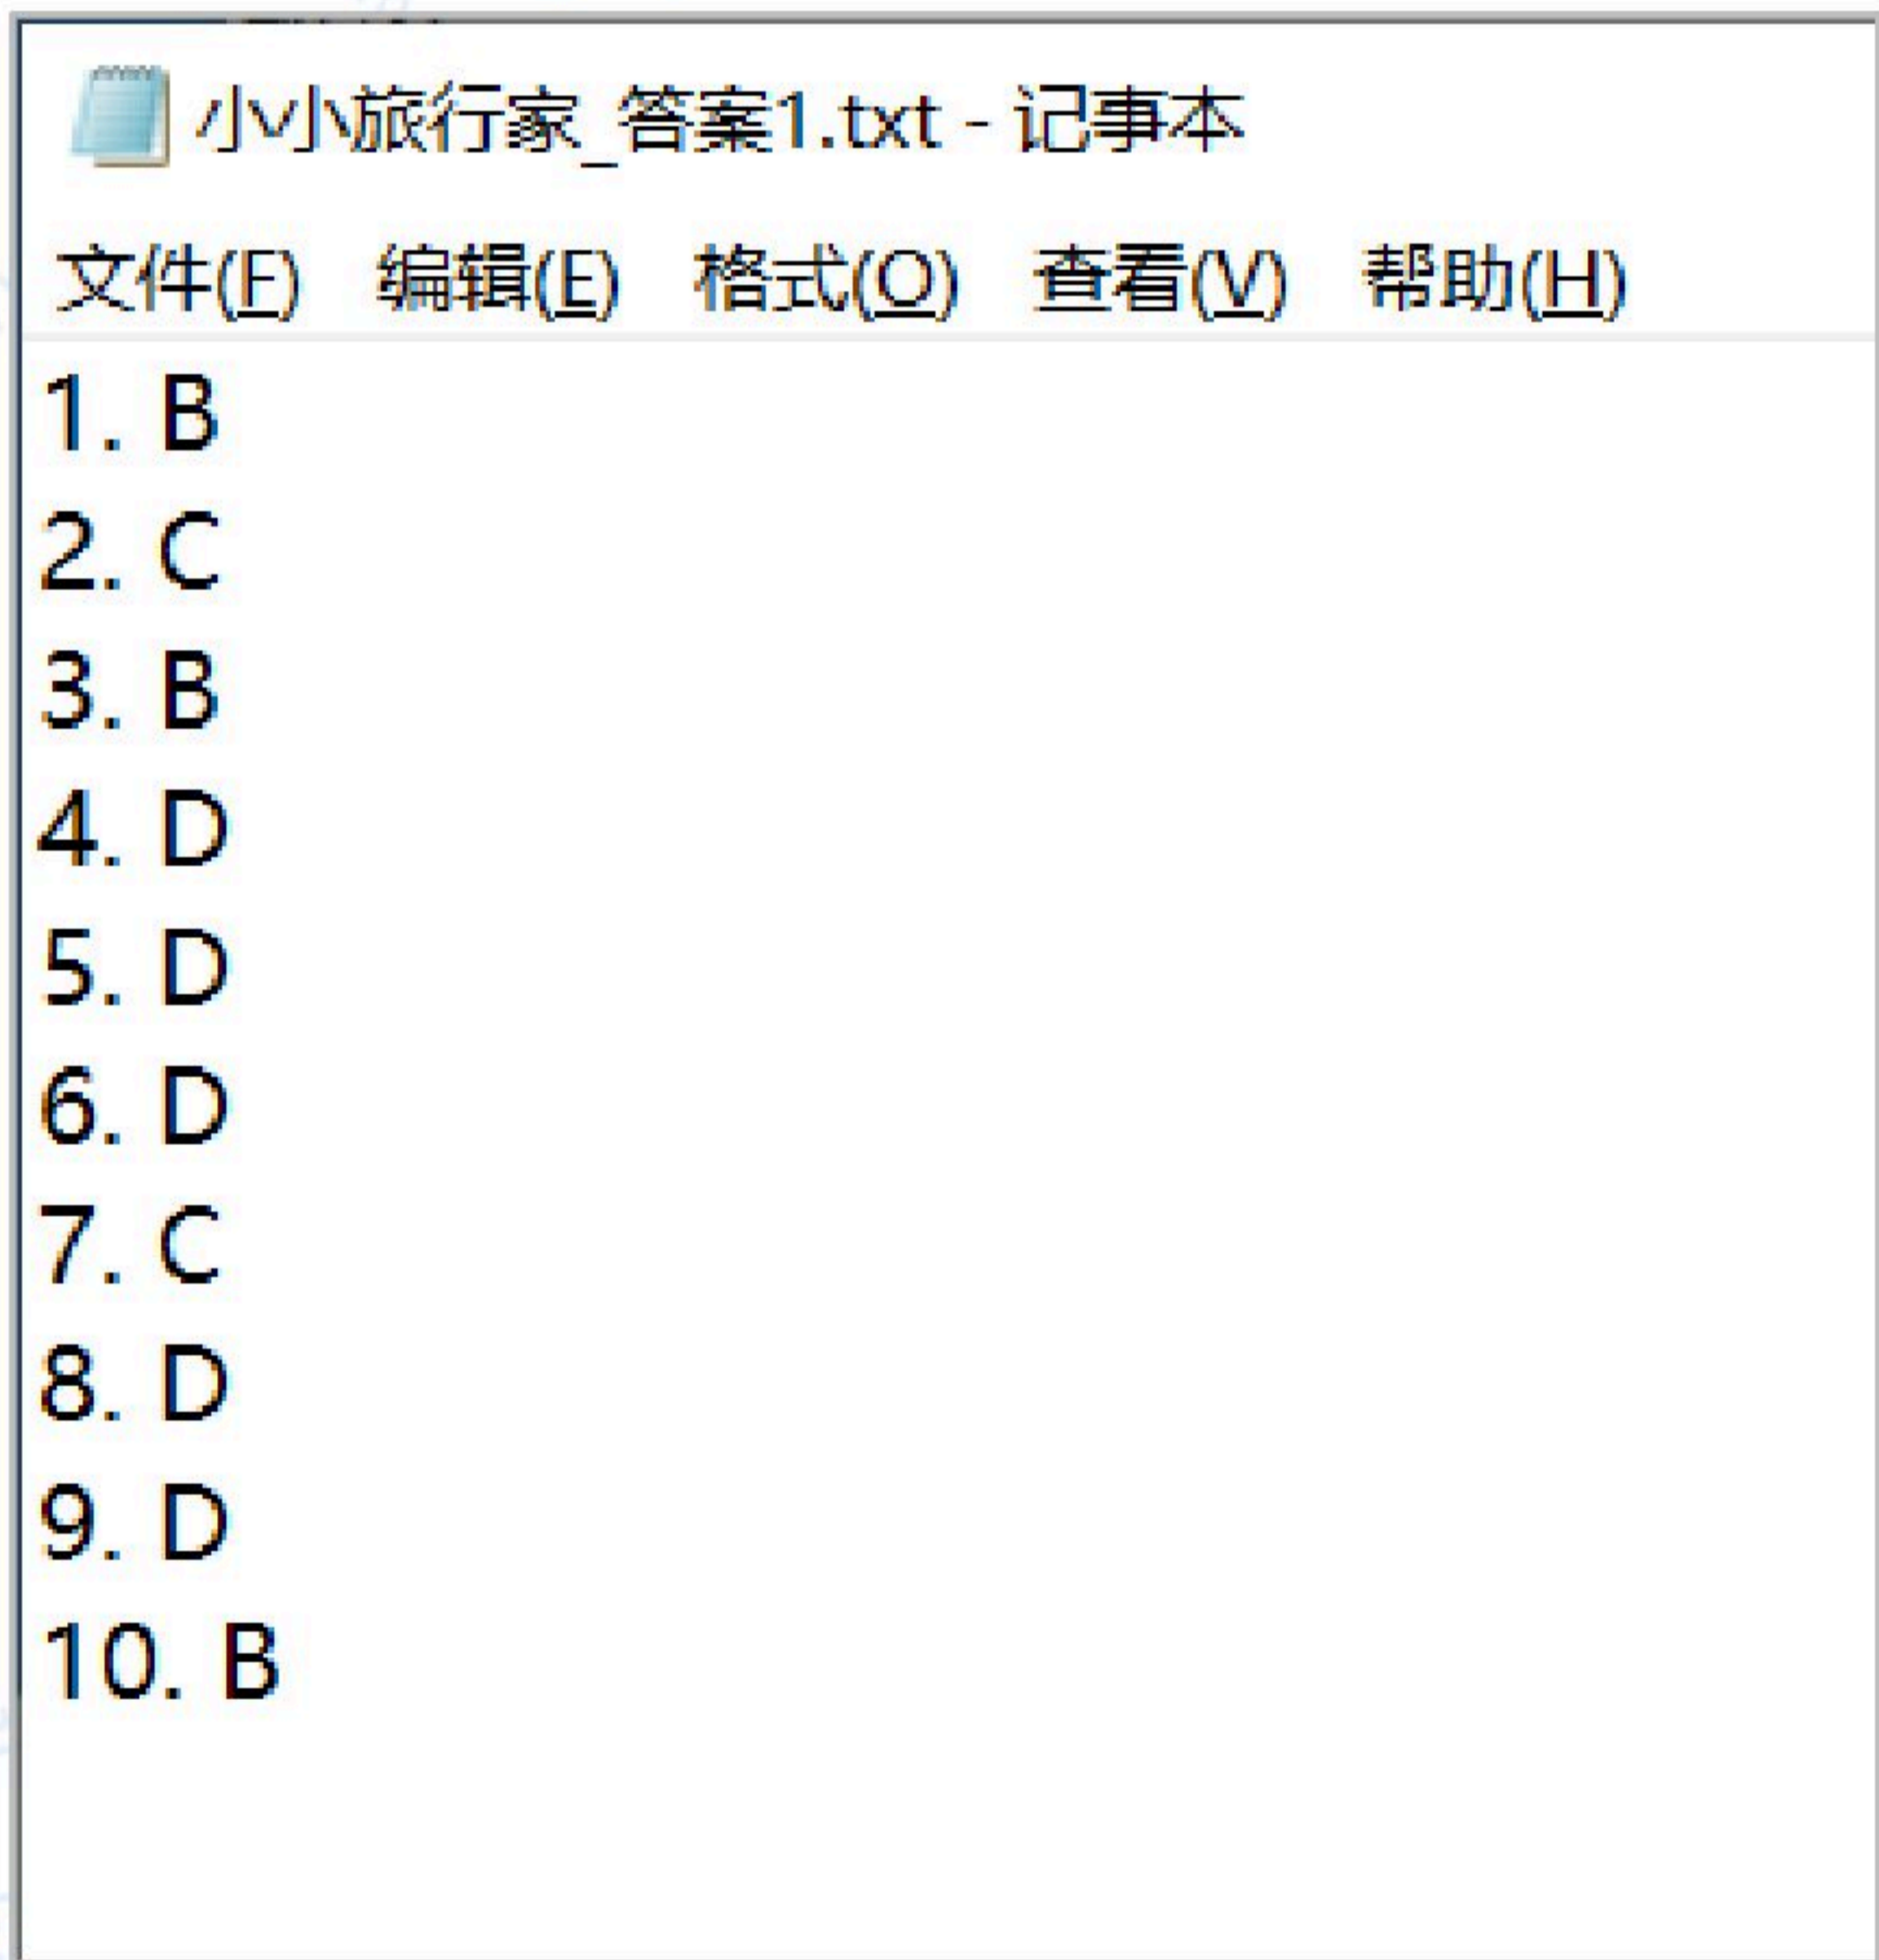 小小旅行家_答案1.txt - 记事本
文件(F) 编辑(E) 格式(O) 查看(V) 帮助(H)
1. B
2. C
3. B
4. D
5. D
6. D
7. C
8. D
9. D
10. B